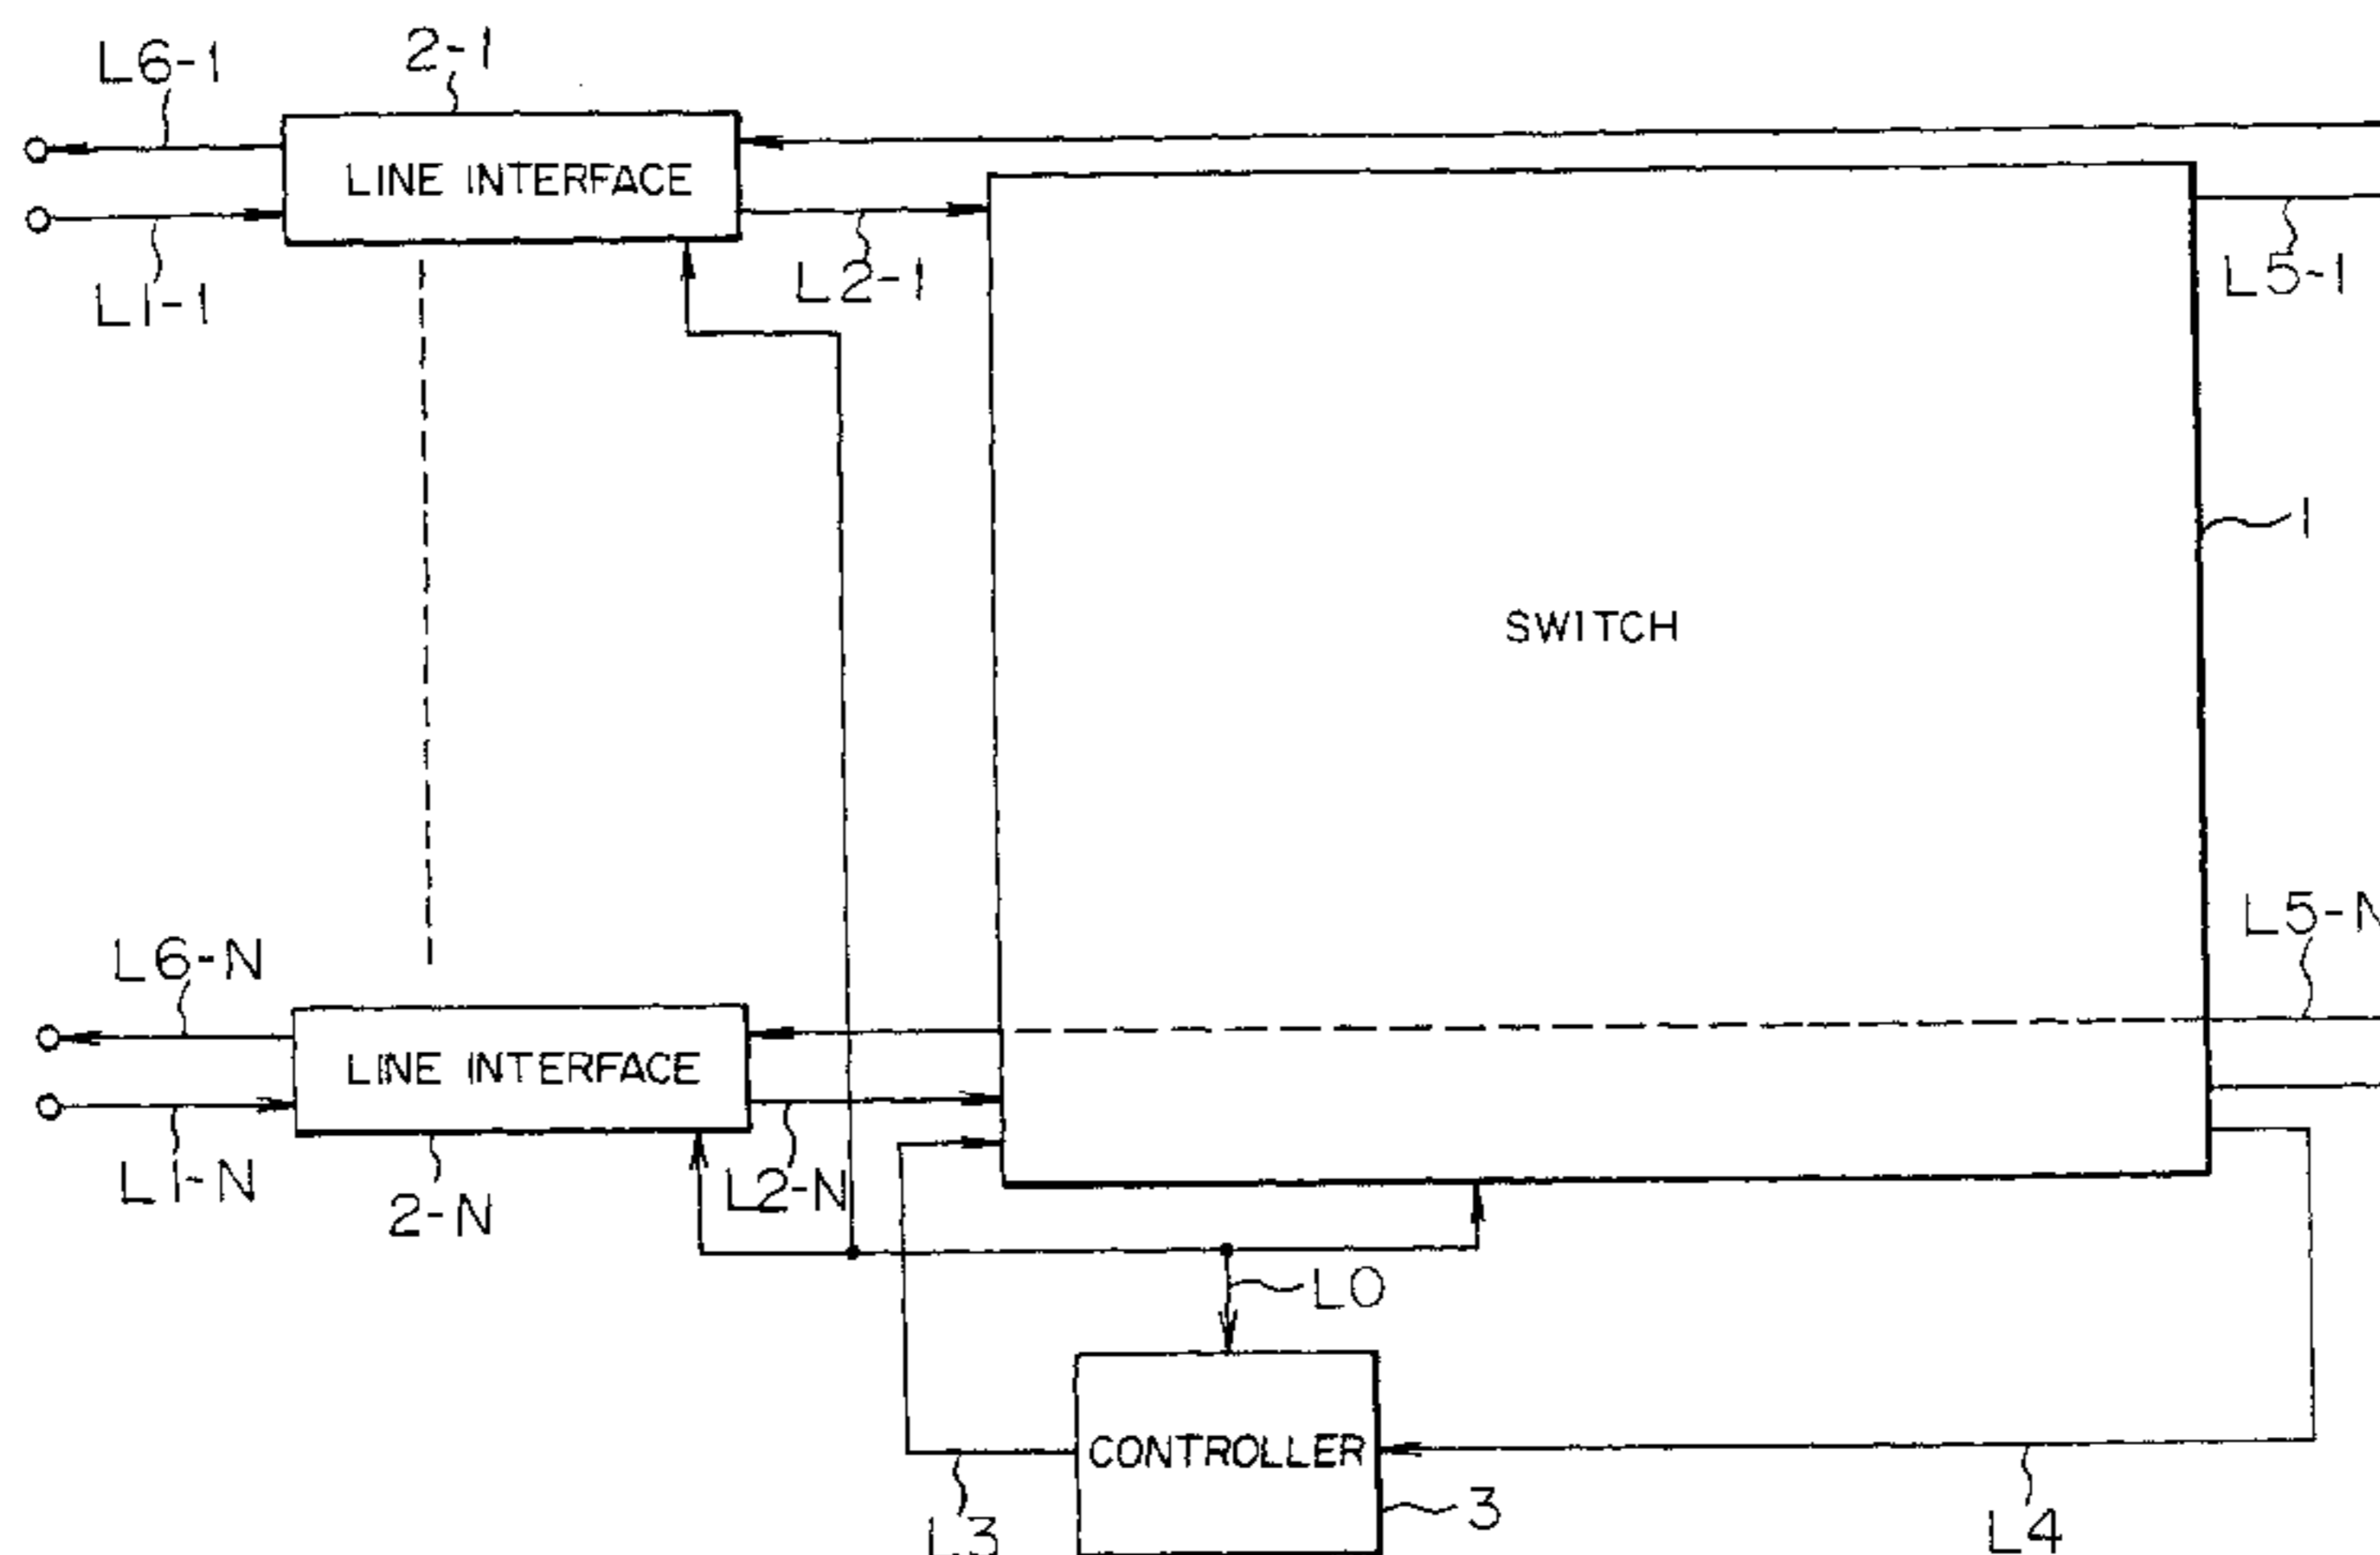 L6-1
2-1
LINE INTERFACE
L1-1
L2-1
L5-1
1
SWITCH
L5-N
L6-N
LINE INTERFACE
L1-N
2-N
L2-N
L0
CONTROLLER
L3
3
L4